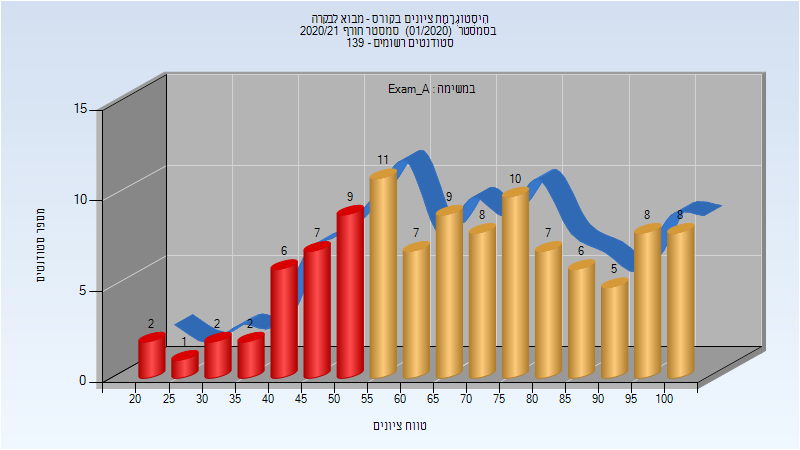 היסטוגרמת ציונים בקורס - מבוא לבקרה
בסמסטר (01/2020) סמסטר חורף 2020/21
סטודנטים רשומים - 139
במשימה : Exam_A
מספר סטודנטים
15
10
5
0
2 1 2 2 6 7 9 11 7 9 8 10 7 6 5 8 8
20 25 30 35 40 45 50 55 60 65 70 75 80 85 90 95 100
טווח ציונים